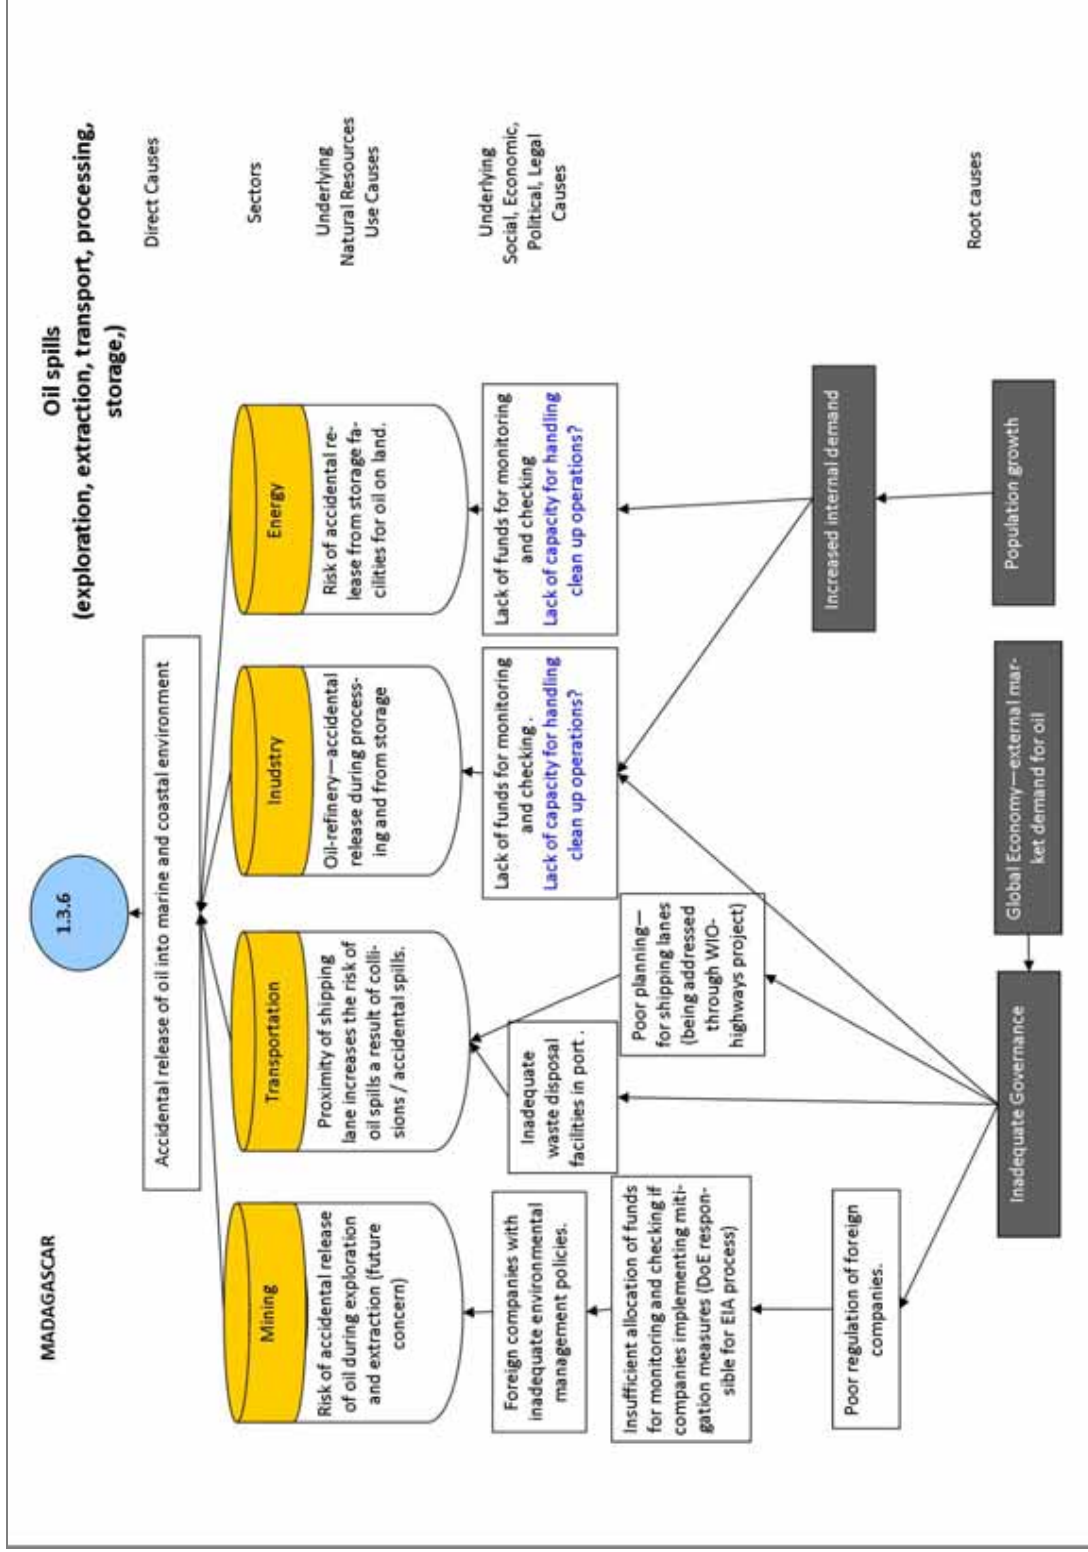 MADAGASCAR
Oil spills
(exploration, extraction, transport, processing,
storage,)
1.3.6
Direct Causes
Accidental release of oil into marine and coastal environment
Sectors
Mining
Transportation
Inudstry
Energy
Underlying
Natural Resources
Use Causes
Risk of accidental release
of oil during exploration
and extraction (future
concern)
Proximity of shipping
lane increases the risk of
oil spills a result of colli-
sions / accidental spills.
Oil-refinery—accidental
release during process-
ing and from storage
Risk of accidental re-
lease from storage fa-
cilities for oil on land.
Underlying
Social, Economic,
Political, Legal
Causes
Foreign companies with
inadequate environmental
management policies.
Inadequate
waste disposal
facilities in port .
Lack of funds for monitoring
and checking .
Lack of capacity for handling
clean up operations?
Lack of funds for monitoring
and checking
Lack of capacity for handling
clean up operations?
Insufficient allocation of funds
for monitoring and checking if
companies implementing miti-
gation measures (DoE respon-
sible for EIA process)
Poor planning—
for shipping lanes
(being addressed
through WIO-
highways project)
Poor regulation of foreign
companies.
Increased internal demand
Root causes
Inadequate Governance
Global Economy—external mar-
ket demand for oil
Population growth